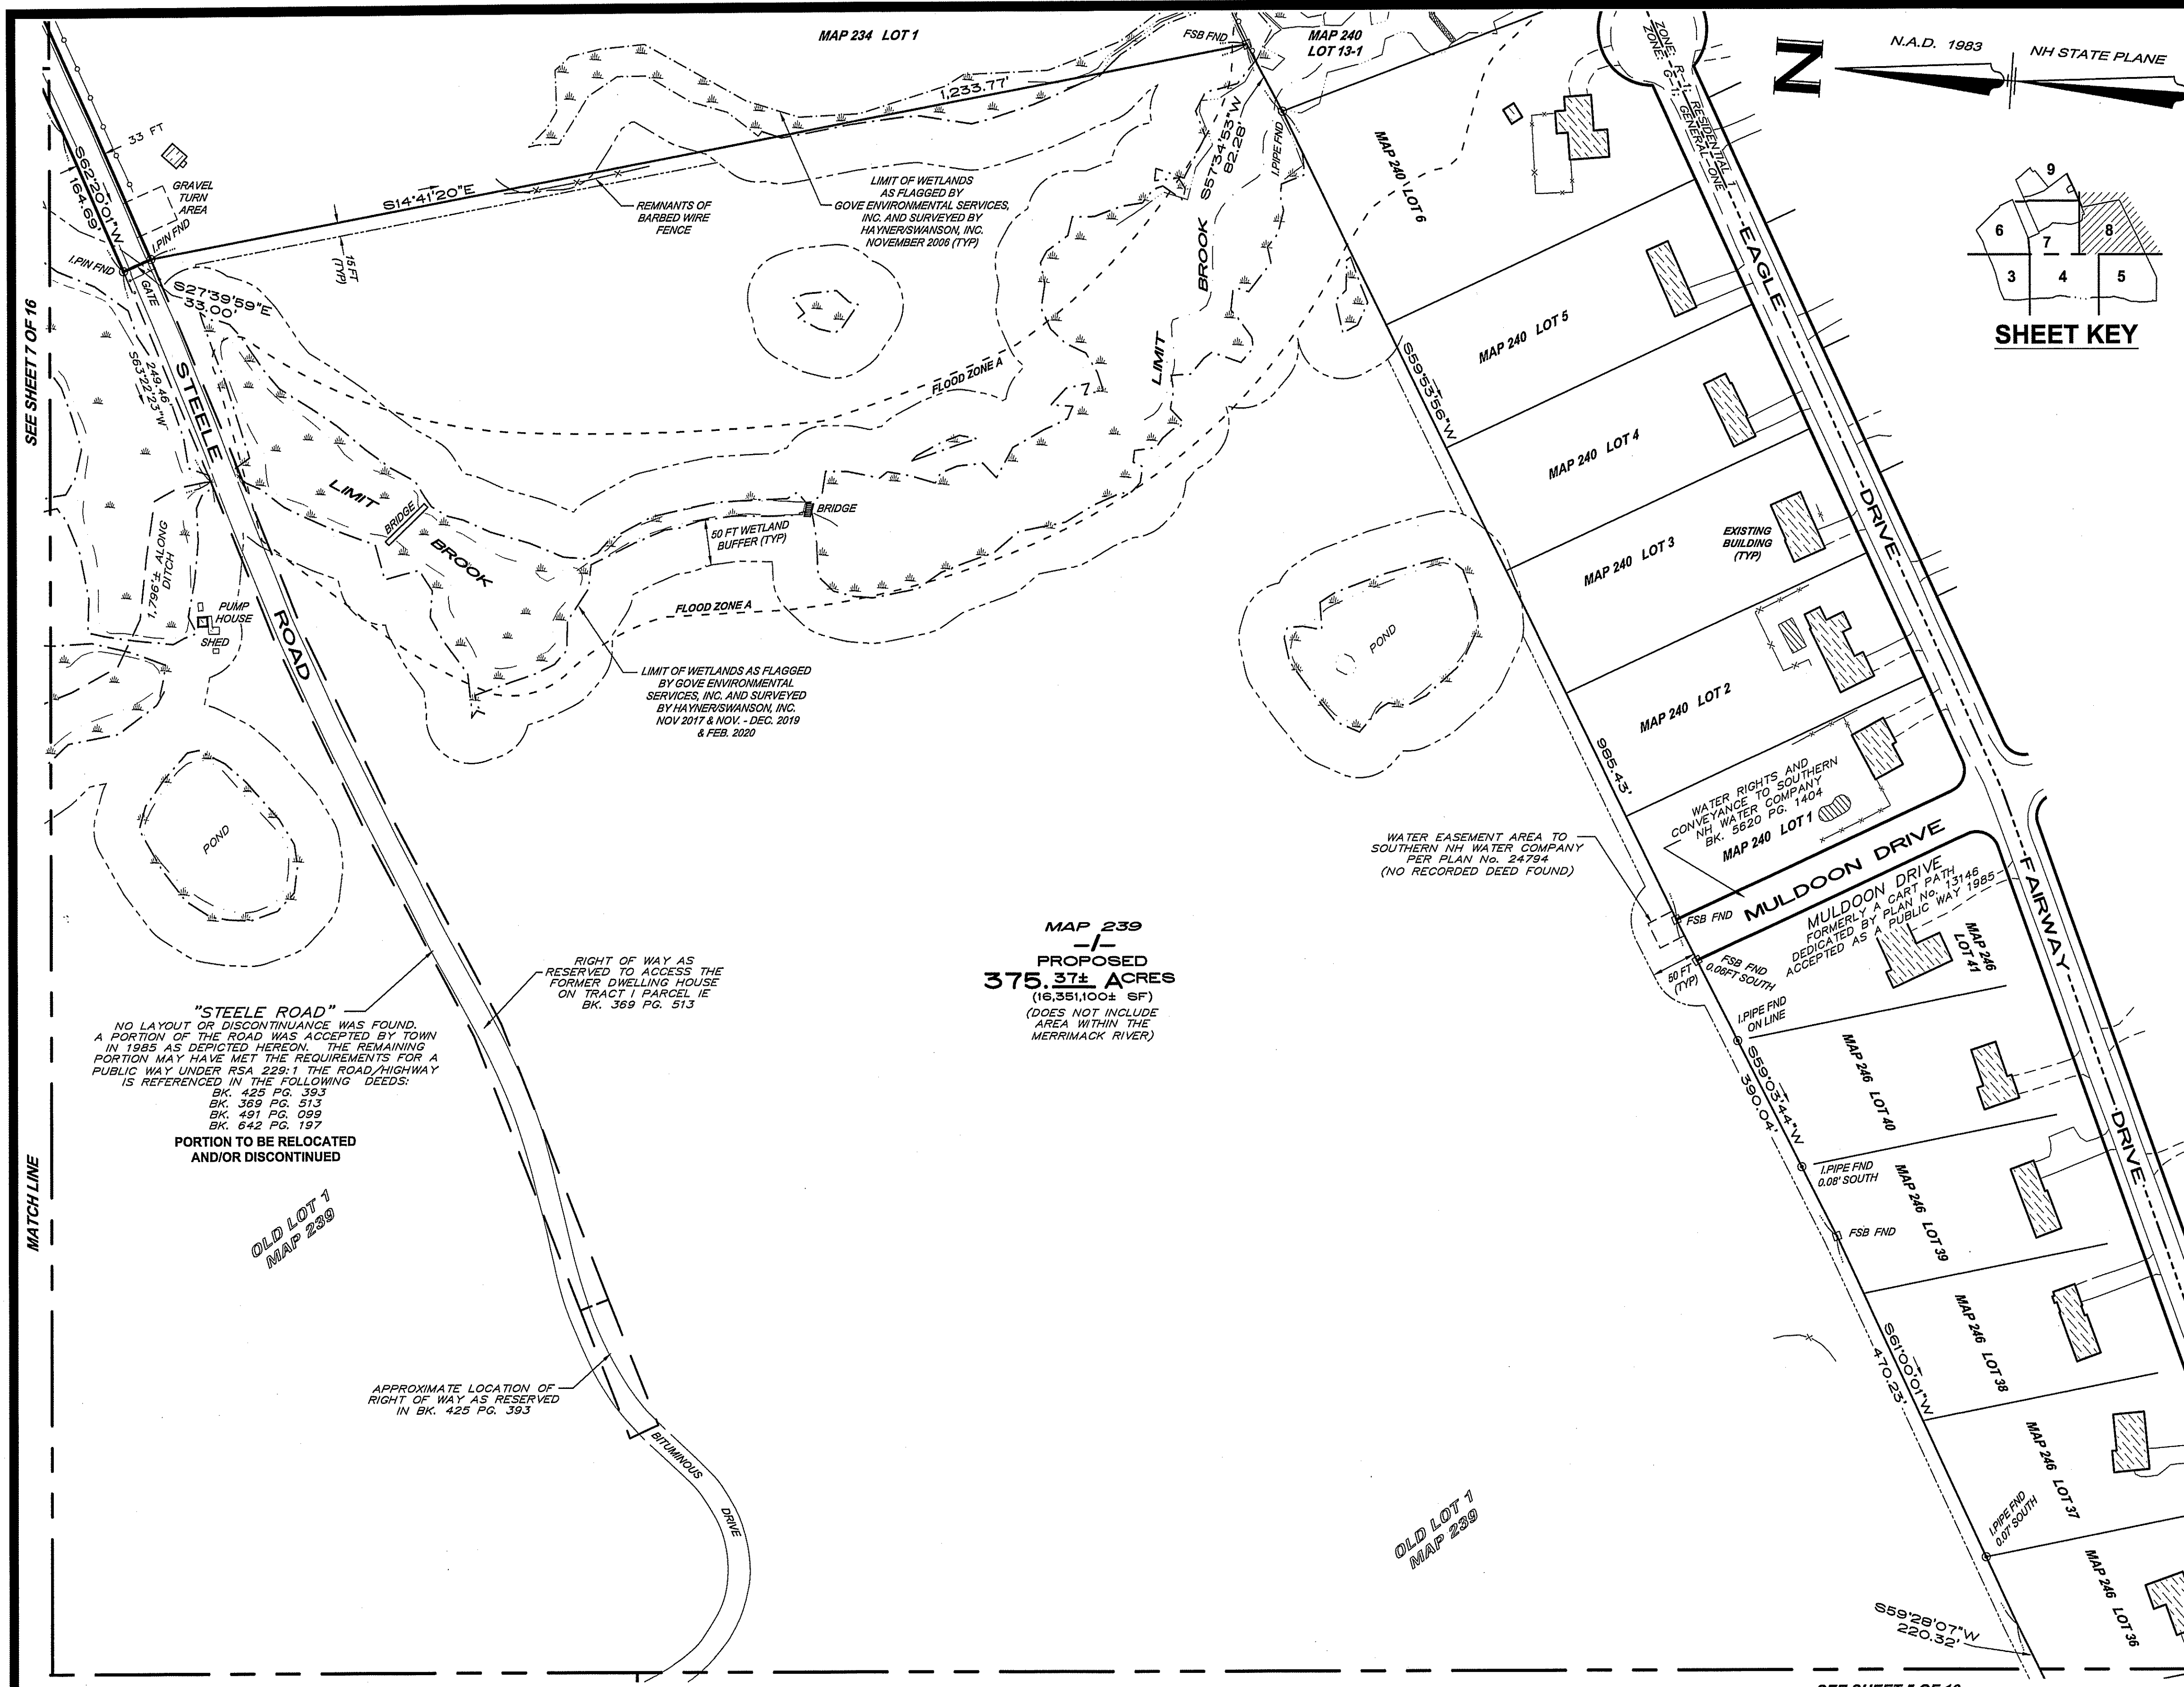 MAP 234 LOT 1
FSB FND
MAP 240
LOT 13-1
ZONE: R-1: RESIDENTIAL 1
ZONE: G-1: GENERAL-ONE
N
N.A.D. 1983
NH STATE PLANE
33 FT
S62°20'01"W
164.69'
GRAVEL
TURN
AREA
I.PIN FND
I.PIN FND
GATE
S14°41'20"E
1,233.77'
15 FT
(TYP)
REMNANTS OF
BARBED WIRE
FENCE
LIMIT OF WETLANDS
AS FLAGGED BY
GOVE ENVIRONMENTAL SERVICES,
INC. AND SURVEYED BY
HAYNER/SWANSON, INC.
NOVEMBER 2006 (TYP)
S57°34'53"W
82.28'
I.PIPE FND
LIMIT BROOK
MAP 240 LOT 6
9
6
7
8
3
4
5
SHEET KEY
SEE SHEET 7 OF 16
S27°39'59"E
33.00'
249.46'
S63°22'23"W
STEELE ROAD
FLOOD ZONE A
MAP 240 LOT 5
S59°53'56"W
EAGLE DRIVE
MAP 240 LOT 4
LIMIT BROOK
BRIDGE
BRIDGE
50 FT WETLAND
BUFFER (TYP)
1,796'± ALONG
DITCH
PUMP
HOUSE
SHED
FLOOD ZONE A
MAP 240 LOT 3
EXISTING
BUILDING
(TYP)
POND
LIMIT OF WETLANDS AS FLAGGED
BY GOVE ENVIRONMENTAL
SERVICES, INC. AND SURVEYED
BY HAYNER/SWANSON, INC.
NOV 2017 & NOV. - DEC. 2019
& FEB. 2020
MAP 240 LOT 2
985.43'
WATER RIGHTS AND
CONVEYANCE TO SOUTHERN
NH WATER COMPANY
BK. 5620 PG. 1404
MAP 240 LOT 1
POND
WATER EASEMENT AREA TO
SOUTHERN NH WATER COMPANY
PER PLAN No. 24794
(NO RECORDED DEED FOUND)
MULDOON DRIVE
FSB FND
MULDOON DRIVE
FORMERLY A CART PATH
DEDICATED BY PLAN No. 13146
ACCEPTED AS A PUBLIC WAY 1985
FAIRWAY DRIVE
MAP 246
LOT 41
50 FT
(TYP)
FSB FND
0.06FT SOUTH
I.PIPE FND
ON LINE
MAP 239
-/-
PROPOSED
375.37± ACRES
(16,351,100± SF)
(DOES NOT INCLUDE
AREA WITHIN THE
MERRIMACK RIVER)
RIGHT OF WAY AS
RESERVED TO ACCESS THE
FORMER DWELLING HOUSE
ON TRACT I PARCEL IE
BK. 369 PG. 513
"STEELE ROAD"
NO LAYOUT OR DISCONTINUANCE WAS FOUND.
A PORTION OF THE ROAD WAS ACCEPTED BY TOWN
IN 1985 AS DEPICTED HEREON. THE REMAINING
PORTION MAY HAVE MET THE REQUIREMENTS FOR A
PUBLIC WAY UNDER RSA 229:1 THE ROAD/HIGHWAY
IS REFERENCED IN THE FOLLOWING DEEDS:
BK. 425 PG. 393
BK. 369 PG. 513
BK. 491 PG. 099
BK. 642 PG. 197
PORTION TO BE RELOCATED
AND/OR DISCONTINUED
S59°03'44"W
390.04'
MAP 246 LOT 40
I.PIPE FND
0.08' SOUTH
MAP 246 LOT 39
FSB FND
MATCH LINE
OLD LOT 1
MAP 239
S61°00'01"W
470.23'
MAP 246 LOT 38
APPROXIMATE LOCATION OF
RIGHT OF WAY AS RESERVED
IN BK. 425 PG. 393
BITUMINOUS DRIVE
MAP 246 LOT 37
I.PIPE FND
0.07' SOUTH
OLD LOT 1
MAP 239
MAP 246 LOT 36
S59°28'07"W
220.32'